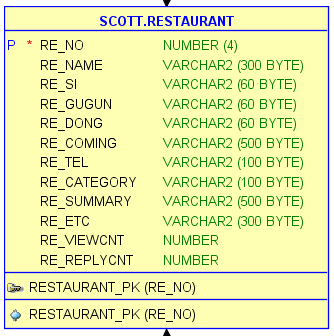 SCOTT.RESTAURANT
P * RE_NO NUMBER (4)
RE_NAME VARCHAR2 (300 BYTE)
RE_SI VARCHAR2 (60 BYTE)
RE_GUGUN VARCHAR2 (60 BYTE)
RE_DONG VARCHAR2 (60 BYTE)
RE_COMING VARCHAR2 (500 BYTE)
RE_TEL VARCHAR2 (100 BYTE)
RE_CATEGORY VARCHAR2 (100 BYTE)
RE_SUMMARY VARCHAR2 (500 BYTE)
RE_ETC VARCHAR2 (300 BYTE)
RE_VIEWCNT NUMBER
RE_REPLYCNT NUMBER
RESTAURANT_PK (RE_NO)
RESTAURANT_PK (RE_NO)